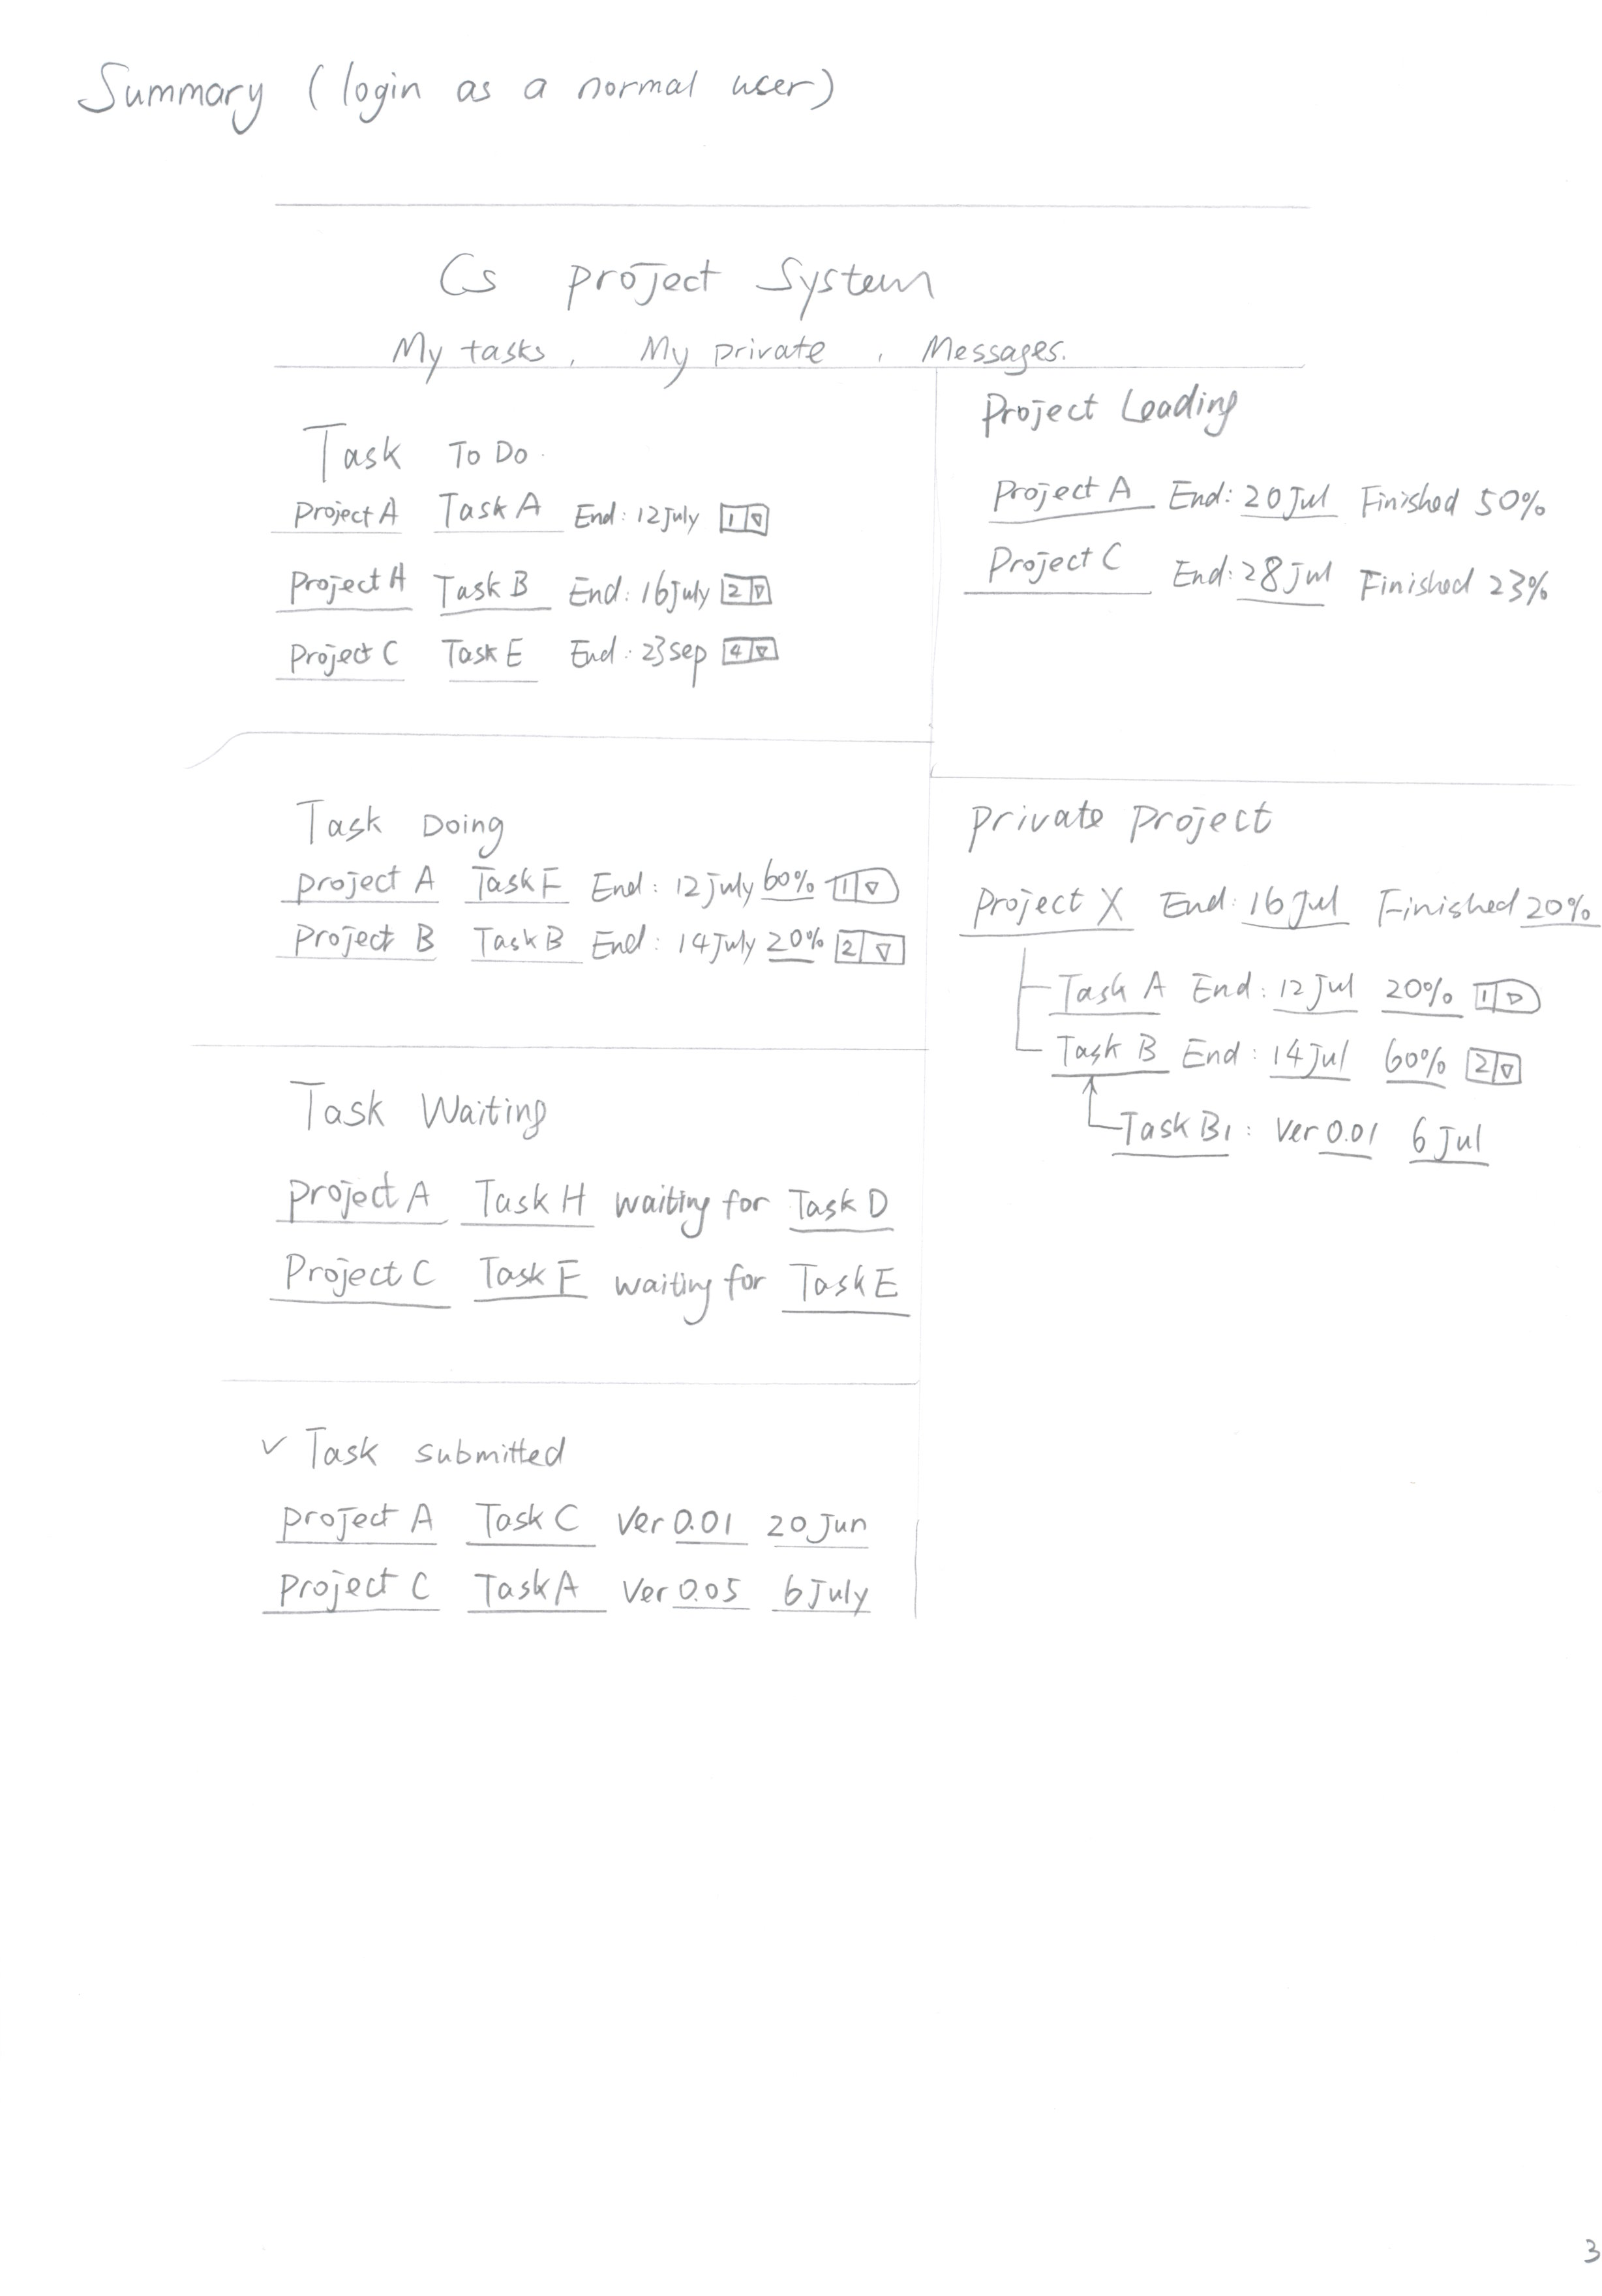 Summary (login as a normal user)
Cs project System
My tasks, My private, Messages.
Task To Do
Project A Task A End: 12 July 1
Project A Task B End: 16 July 2
Project C Task E End: 23 Sep 4
Task Doing
Project A Task F End: 12 July 60% 1
Project B Task B End: 14 July 20% 2
Task Waiting
Project A Task H waiting for Task D
Project C Task F waiting for Task E
✓ Task submitted
Project A Task C Ver 0.01 20 Jun
Project C Task A Ver 0.05 6 July
Project Leading
Project A End: 20 Jul Finished 50%
Project C End: 28 Jul Finished 23%
Private Project
Project X End: 16 Jul Finished 20%
Task A End: 12 Jul 20% 1
Task B End: 14 Jul 60% 2
Task B1: Ver 0.01 6 Jul
3